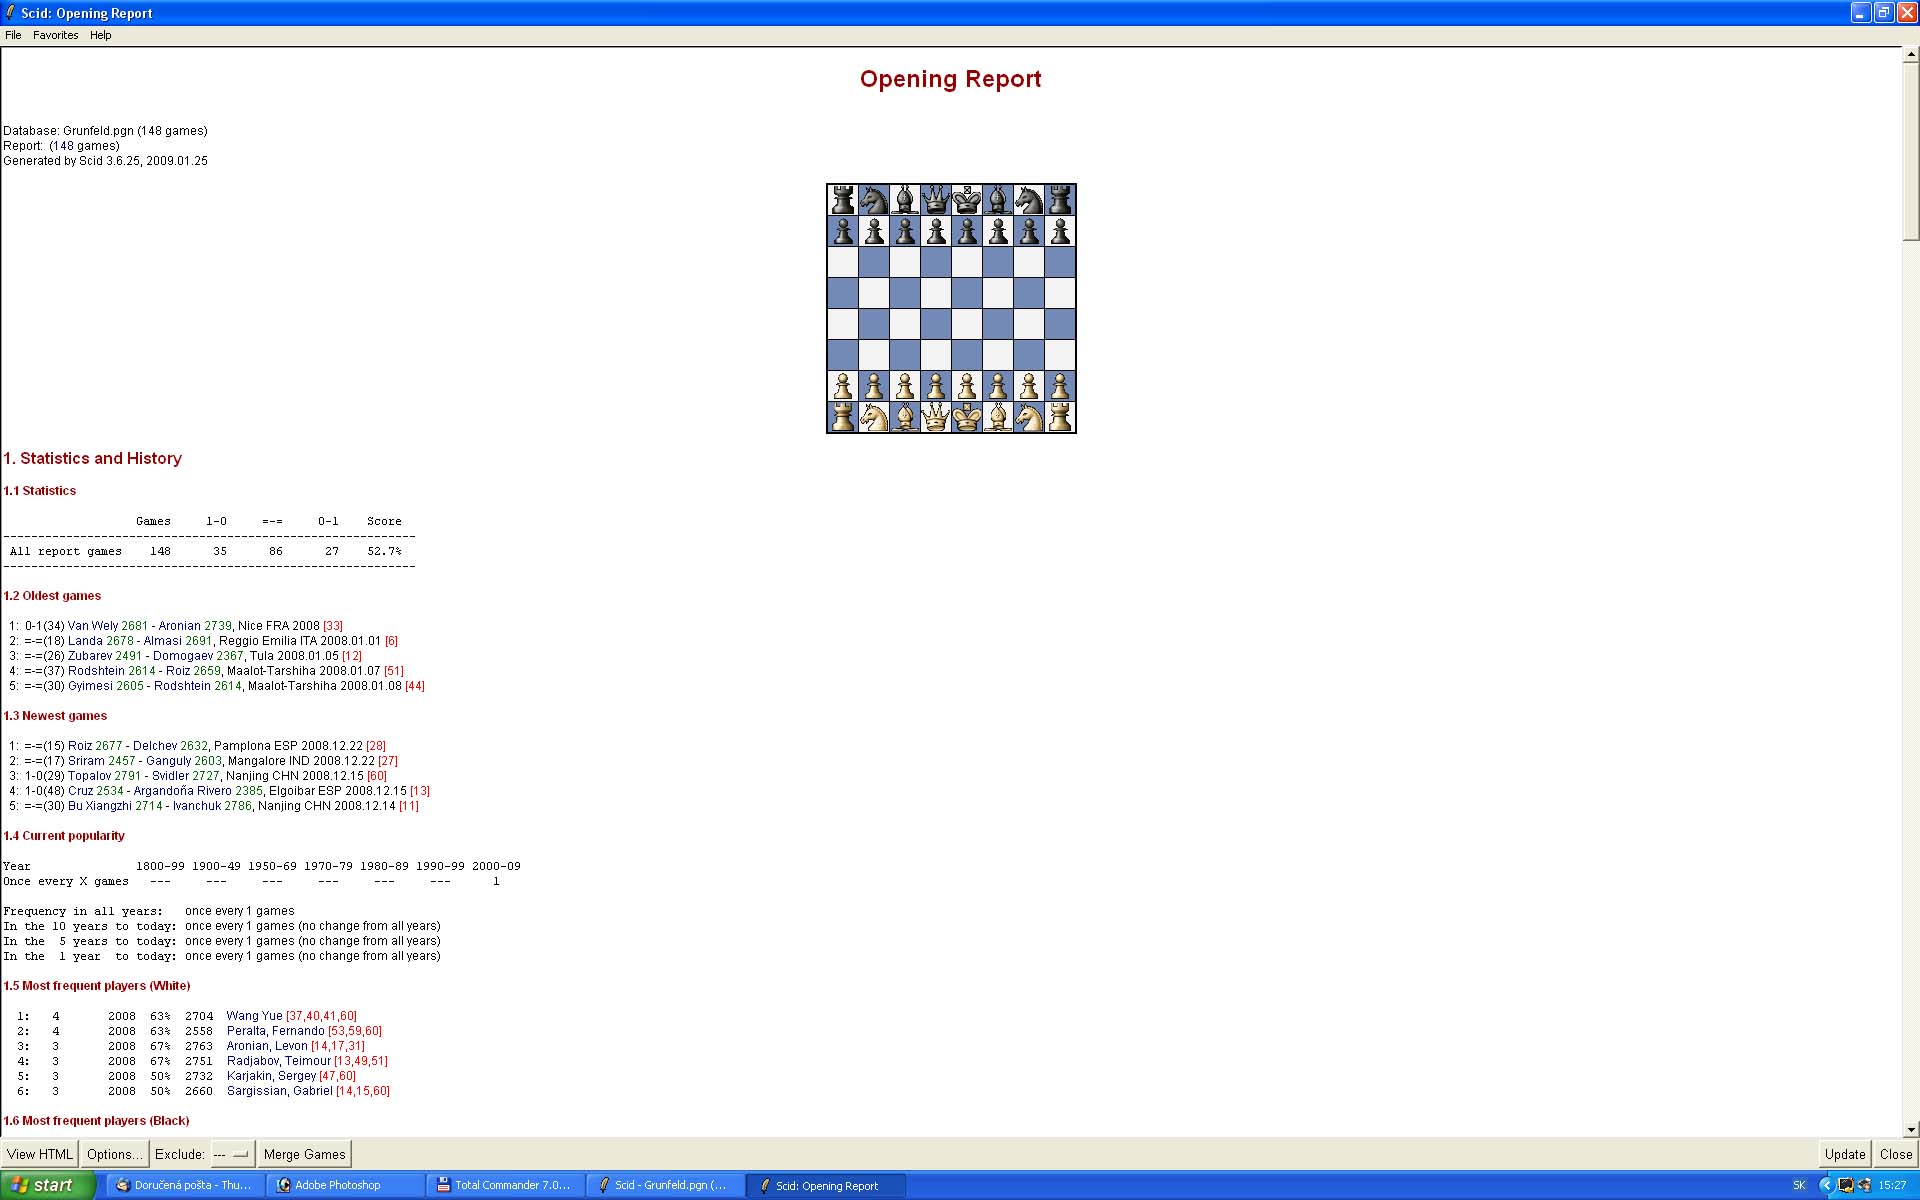 Scid: Opening Report
File Favorites Help
Opening Report
Database: Grunfeld.pgn (148 games)
Report: (148 games)
Generated by Scid 3.6.25, 2009.01.25
1. Statistics and History
1.1 Statistics
Games 1-0 =-= 0-1 Score
---------------------------------------------------------
All report games 148 35 86 27 52.7%
---------------------------------------------------------
1.2 Oldest games
1: 0-1(34) Van Wely 2681 - Aronian 2739, Nice FRA 2008 [33]
2: =-=(18) Landa 2678 - Almasi 2691, Reggio Emilia ITA 2008.01.01 [6]
3: =-=(26) Zubarev 2491 - Domogaev 2367, Tula 2008.01.05 [12]
4: =-=(37) Rodshtein 2614 - Roiz 2659, Maalot-Tarshiha 2008.01.07 [51]
5: =-=(30) Gyimesi 2605 - Rodshtein 2614, Maalot-Tarshiha 2008.01.08 [44]
1.3 Newest games
1: =-=(15) Roiz 2677 - Delchev 2632, Pamplona ESP 2008.12.22 [28]
2: =-=(17) Sriram 2457 - Ganguly 2603, Mangalore IND 2008.12.22 [27]
3: 1-0(29) Topalov 2791 - Svidler 2727, Nanjing CHN 2008.12.15 [60]
4: 1-0(48) Cruz 2534 - Argandoña Rivero 2385, Elgoibar ESP 2008.12.15 [13]
5: =-=(30) Bu Xiangzhi 2714 - Ivanchuk 2786, Nanjing CHN 2008.12.14 [11]
1.4 Current popularity
Year 1800-99 1900-49 1950-69 1970-79 1980-89 1990-99 2000-09
Once every X games --- --- --- --- --- --- 1
Frequency in all years: once every 1 games
In the 10 years to today: once every 1 games (no change from all years)
In the 5 years to today: once every 1 games (no change from all years)
In the 1 year to today: once every 1 games (no change from all years)
1.5 Most frequent players (White)
1: 4 2008 63% 2704 Wang Yue [37,40,41,60]
2: 4 2008 63% 2558 Peralta, Fernando [53,59,60]
3: 3 2008 67% 2763 Aronian, Levon [14,17,31]
4: 3 2008 67% 2751 Radjabov, Teimour [13,49,51]
5: 3 2008 50% 2732 Karjakin, Sergey [47,60]
6: 3 2008 50% 2660 Sargissian, Gabriel [14,15,60]
1.6 Most frequent players (Black)
View HTML Options... Exclude: --- Merge Games Update Close
start Doručená pošta - Thu... Adobe Photoshop Total Commander 7.0... Scid - Grunfeld.pgn (... Scid: Opening Report SK 15:27